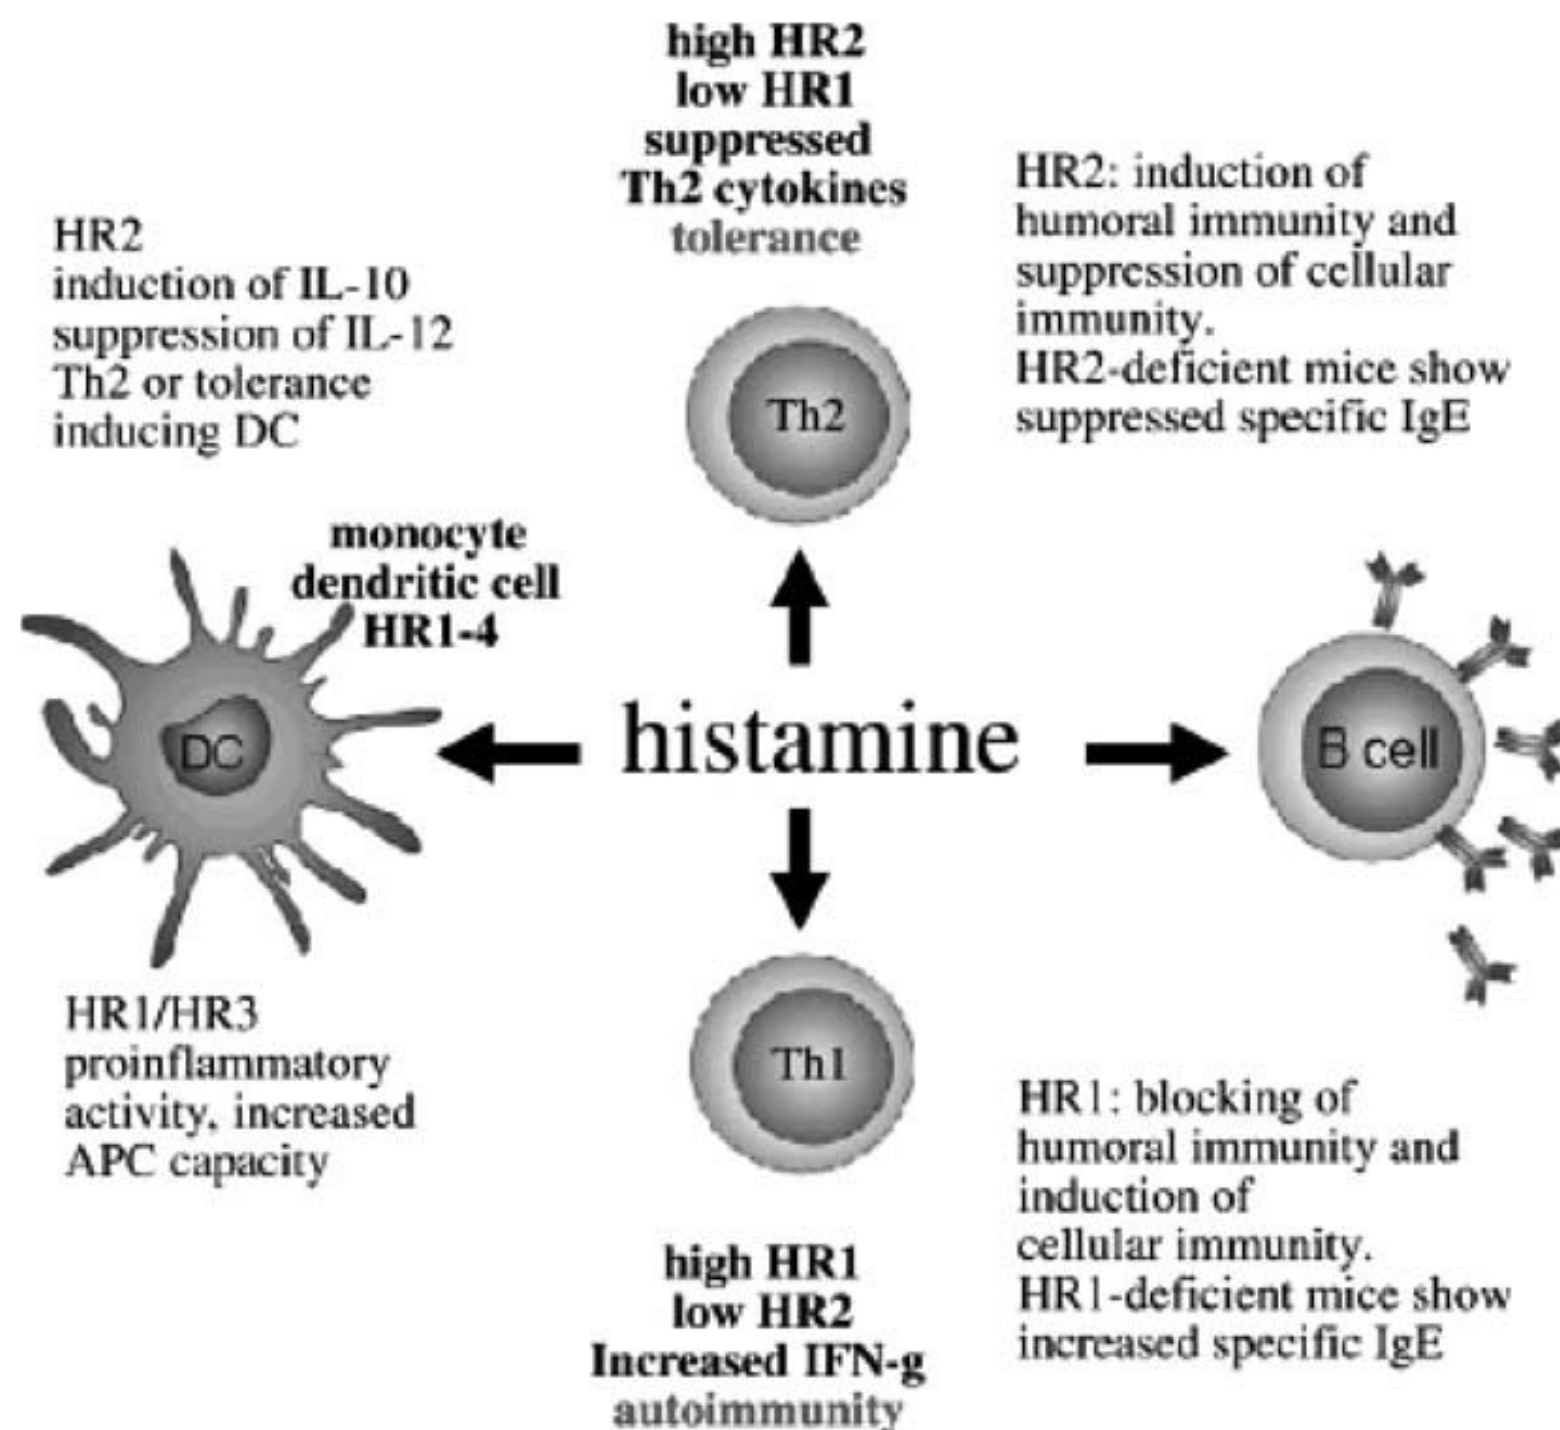 high HR2
low HR1
suppressed
Th2 cytokines
tolerance
HR2
induction of IL-10
suppression of IL-12
Th2 or tolerance
inducing DC
HR2: induction of
humoral immunity and
suppression of cellular
immunity.
HR2-deficient mice show
suppressed specific IgE
Th2
monocyte
dendritic cell
HR1-4
DC
histamine
B cell
HR1/HR3
proinflammatory
activity, increased
APC capacity
Th1
HR1: blocking of
humoral immunity and
induction of
cellular immunity.
HR1-deficient mice show
increased specific IgE
high HR1
low HR2
Increased IFN-g
autoimmunity